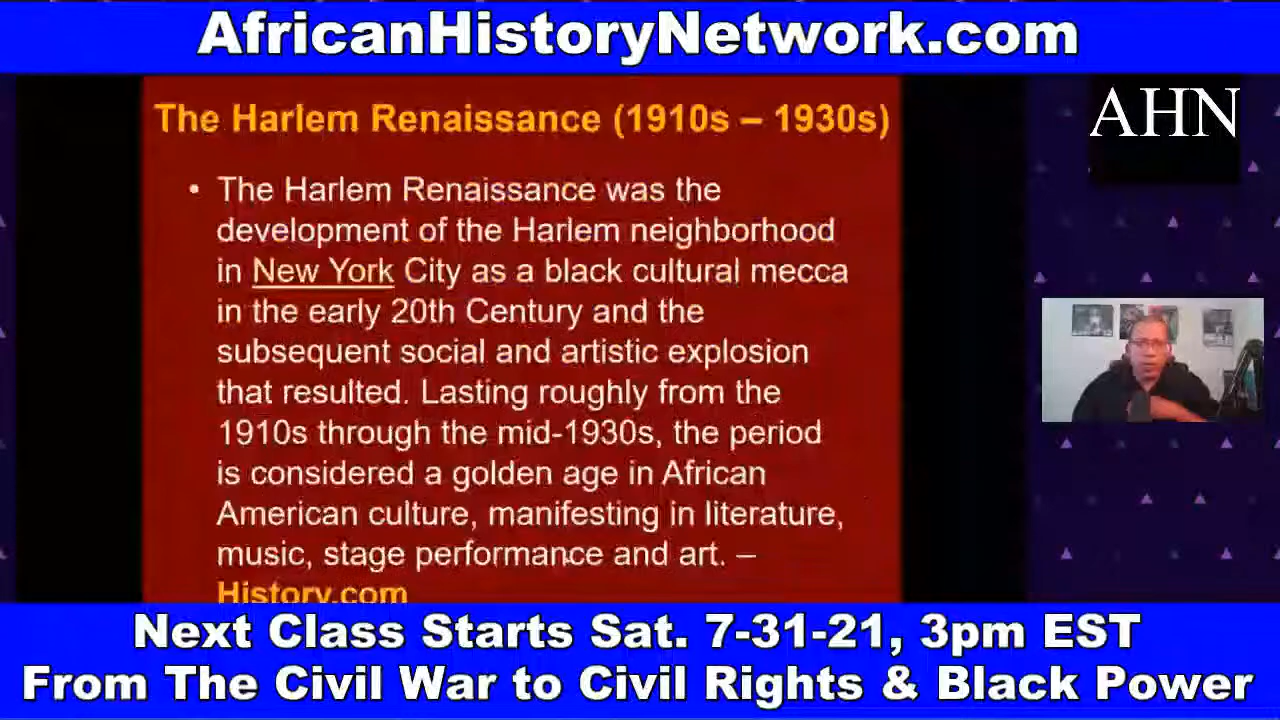 AfricanHistoryNetwork.com
AHN
The Harlem Renaissance (1910s – 1930s)
• The Harlem Renaissance was the
development of the Harlem neighborhood
in New York City as a black cultural mecca
in the early 20th Century and the
subsequent social and artistic explosion
that resulted. Lasting roughly from the
1910s through the mid-1930s, the period
is considered a golden age in African
American culture, manifesting in literature,
music, stage performance and art. –
History.com
Next Class Starts Sat. 7-31-21, 3pm EST
From The Civil War to Civil Rights & Black Power